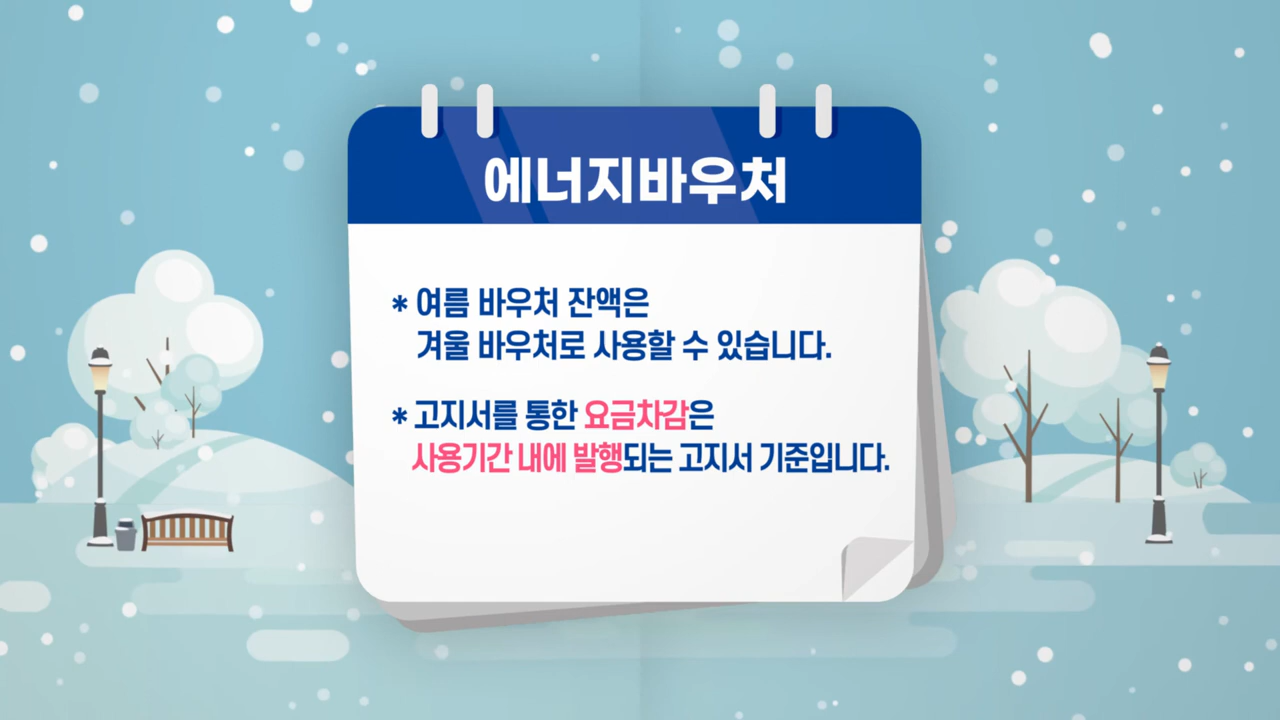 에너지바우처
* 여름 바우처 잔액은
겨울 바우처로 사용할 수 있습니다.
* 고지서를 통한 요금차감은
사용기간 내에 발행되는 고지서 기준입니다.